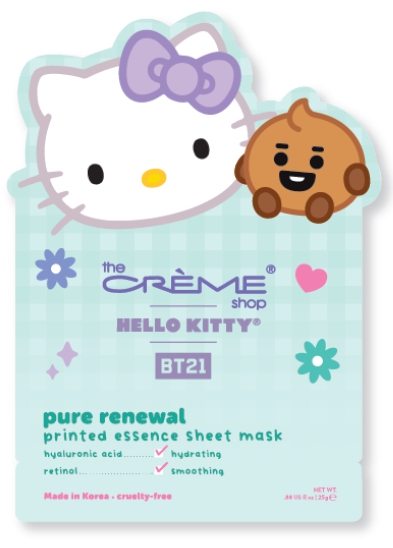 the
CRÈME®
shop
HELLO KITTY®
BT21
pure renewal
printed essence sheet mask
hyaluronic acid.......... ✓ hydrating
retinol........................ ✓ smoothing
Made in Korea • cruelty-free
NET WT.